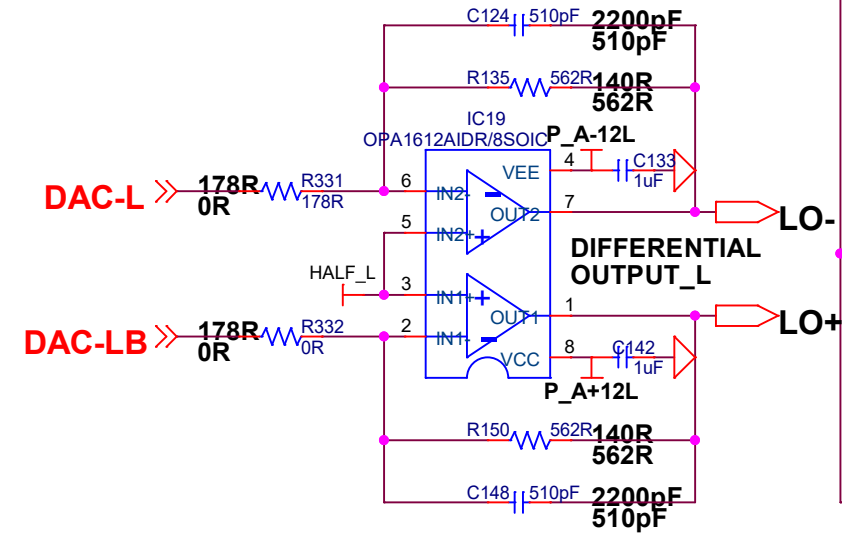 C124 510pF 2200pF
510pF
R135 562R 140R
562R
IC19
OPA1612AIDR/8SOIC P_A-12L
VEE 4 C133
1uF
DAC-L 178R R331 6 IN2-
0R 178R
OUT2 7 LO-
5 IN2+
DIFFERENTIAL
OUTPUT_L
HALF_L 3 IN1+
OUT1 1 LO+
DAC-LB 178R R332 2 IN1-
0R 0R
VCC 8 C142
1uF
P_A+12L
R150 562R 140R
562R
C148 510pF 2200pF
510pF